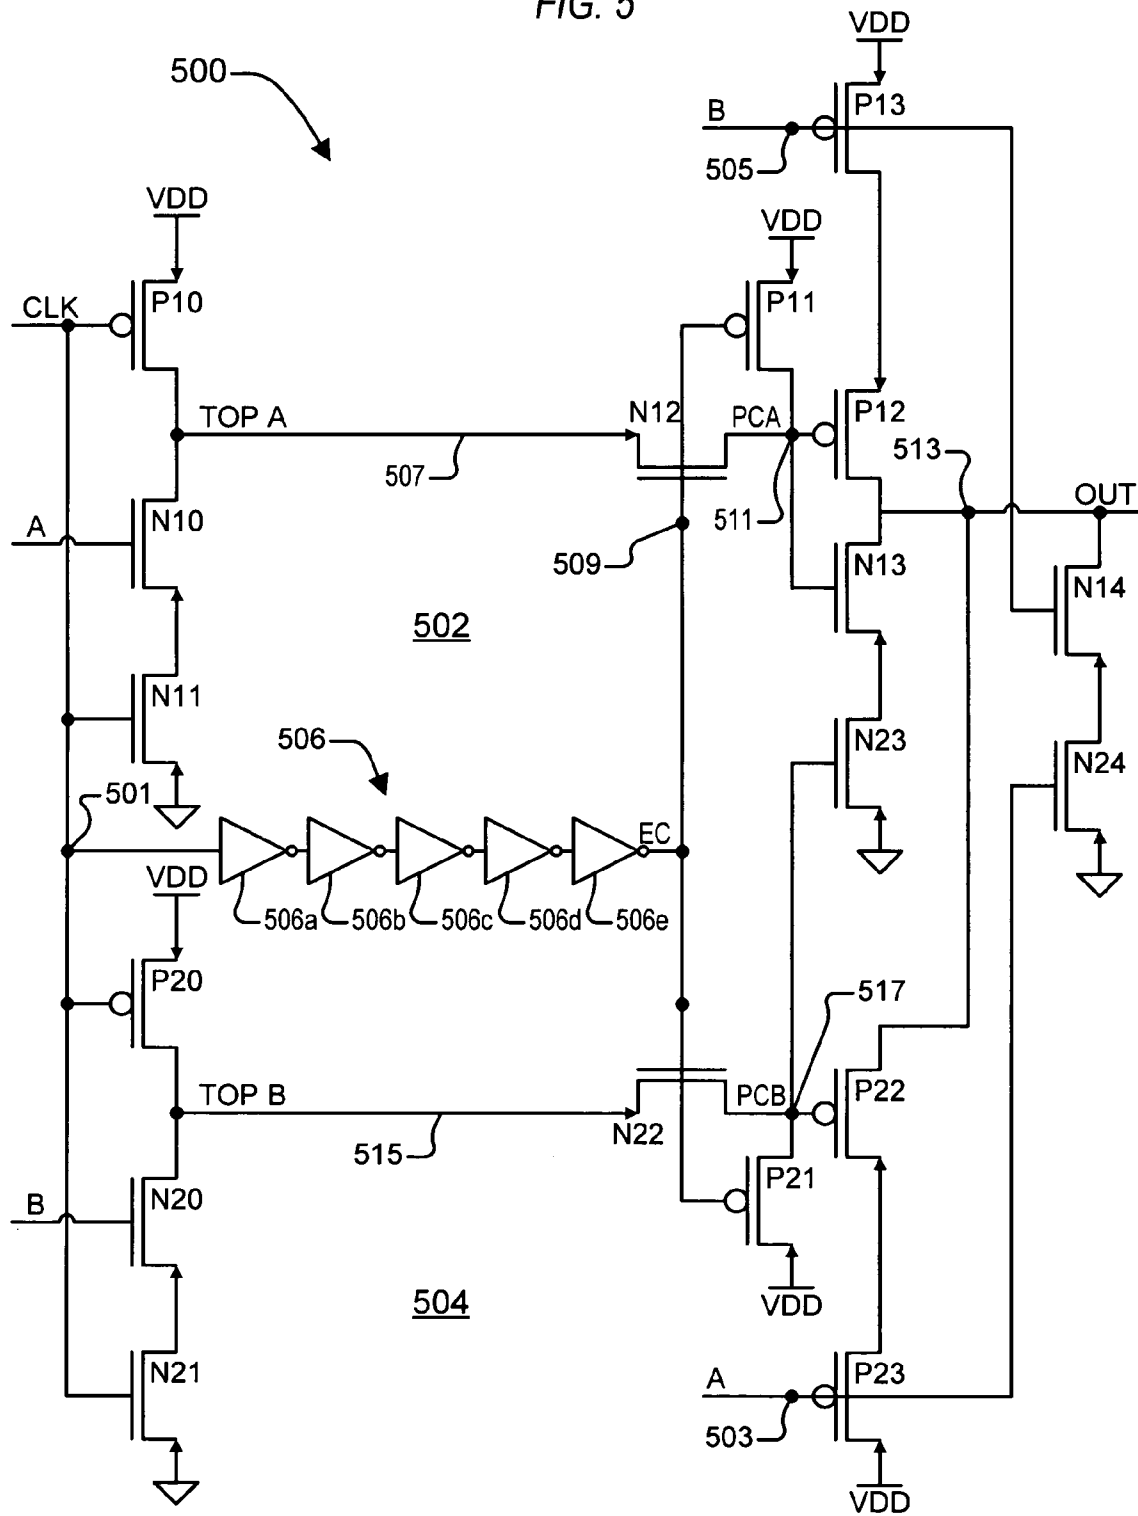 FIG. 5
VDD
500
P13
B
505
VDD
VDD
P10
P11
CLK
TOP A
N12
PCA
P12
513
507
511
OUT
N10
A
509
N13
N14
502
N11
506
N23
N24
501
EC
VDD
506a
506b
506c
506d
506e
P20
517
TOP B
PCB
P22
N22
515
P21
B
N20
VDD
504
N21
A
P23
503
VDD